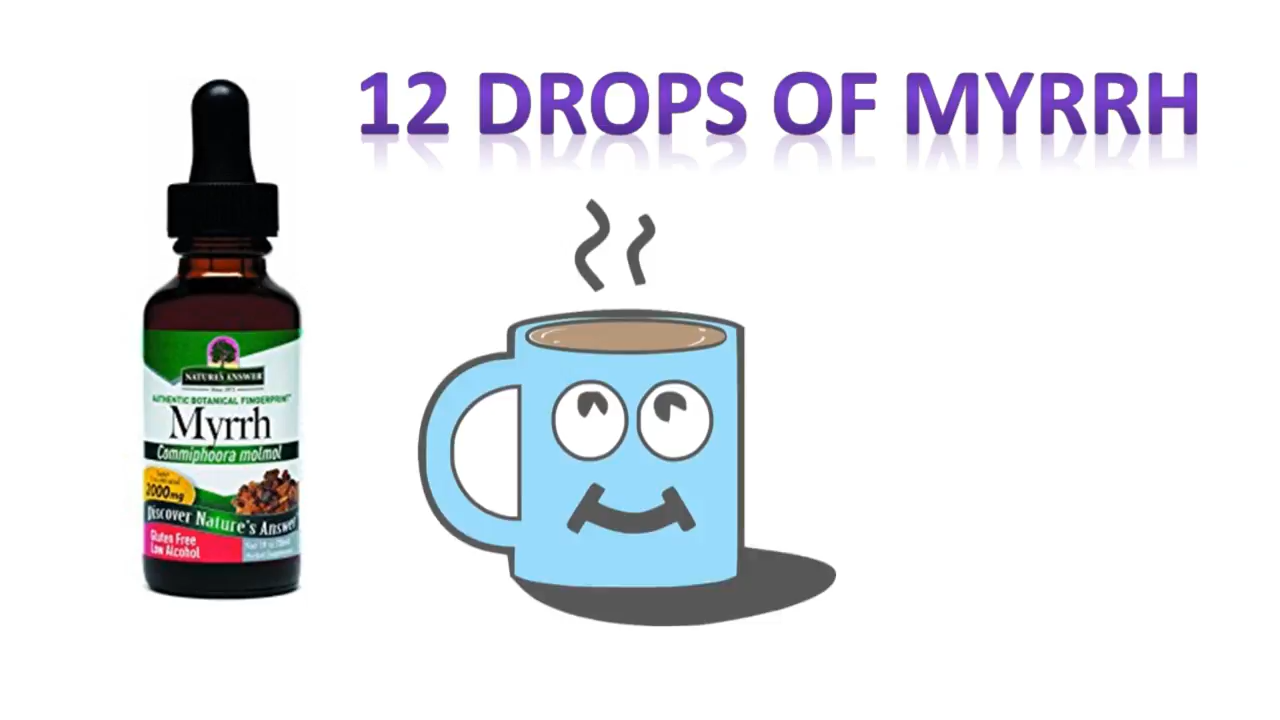 12 DROPS OF MYRRH
NATURE'S ANSWER
AUTHENTIC BOTANICAL FINGERPRINT
Myrrh
Commiphoora molmol
2000mg
Discover Nature's Answer
Gluten Free
Low Alcohol